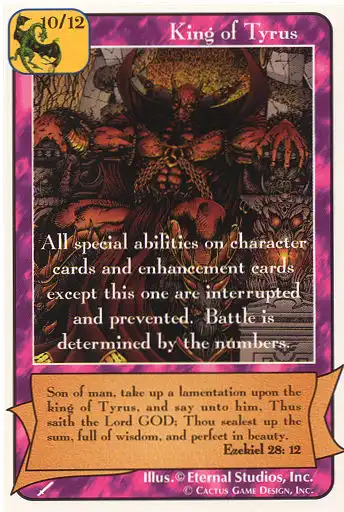 10/12
King of Tyrus
All special abilities on character
cards and enhancement cards
except this one are interrupted
and prevented. Battle is
determined by the numbers.
Son of man, take up a lamentation upon the
king of Tyrus, and say unto him, Thus
saith the Lord GOD; Thou sealest up the
sum, full of wisdom, and perfect in beauty.
Ezekiel 28: 12
Illus.© Eternal Studios, Inc.
© Cactus Game Design, Inc.